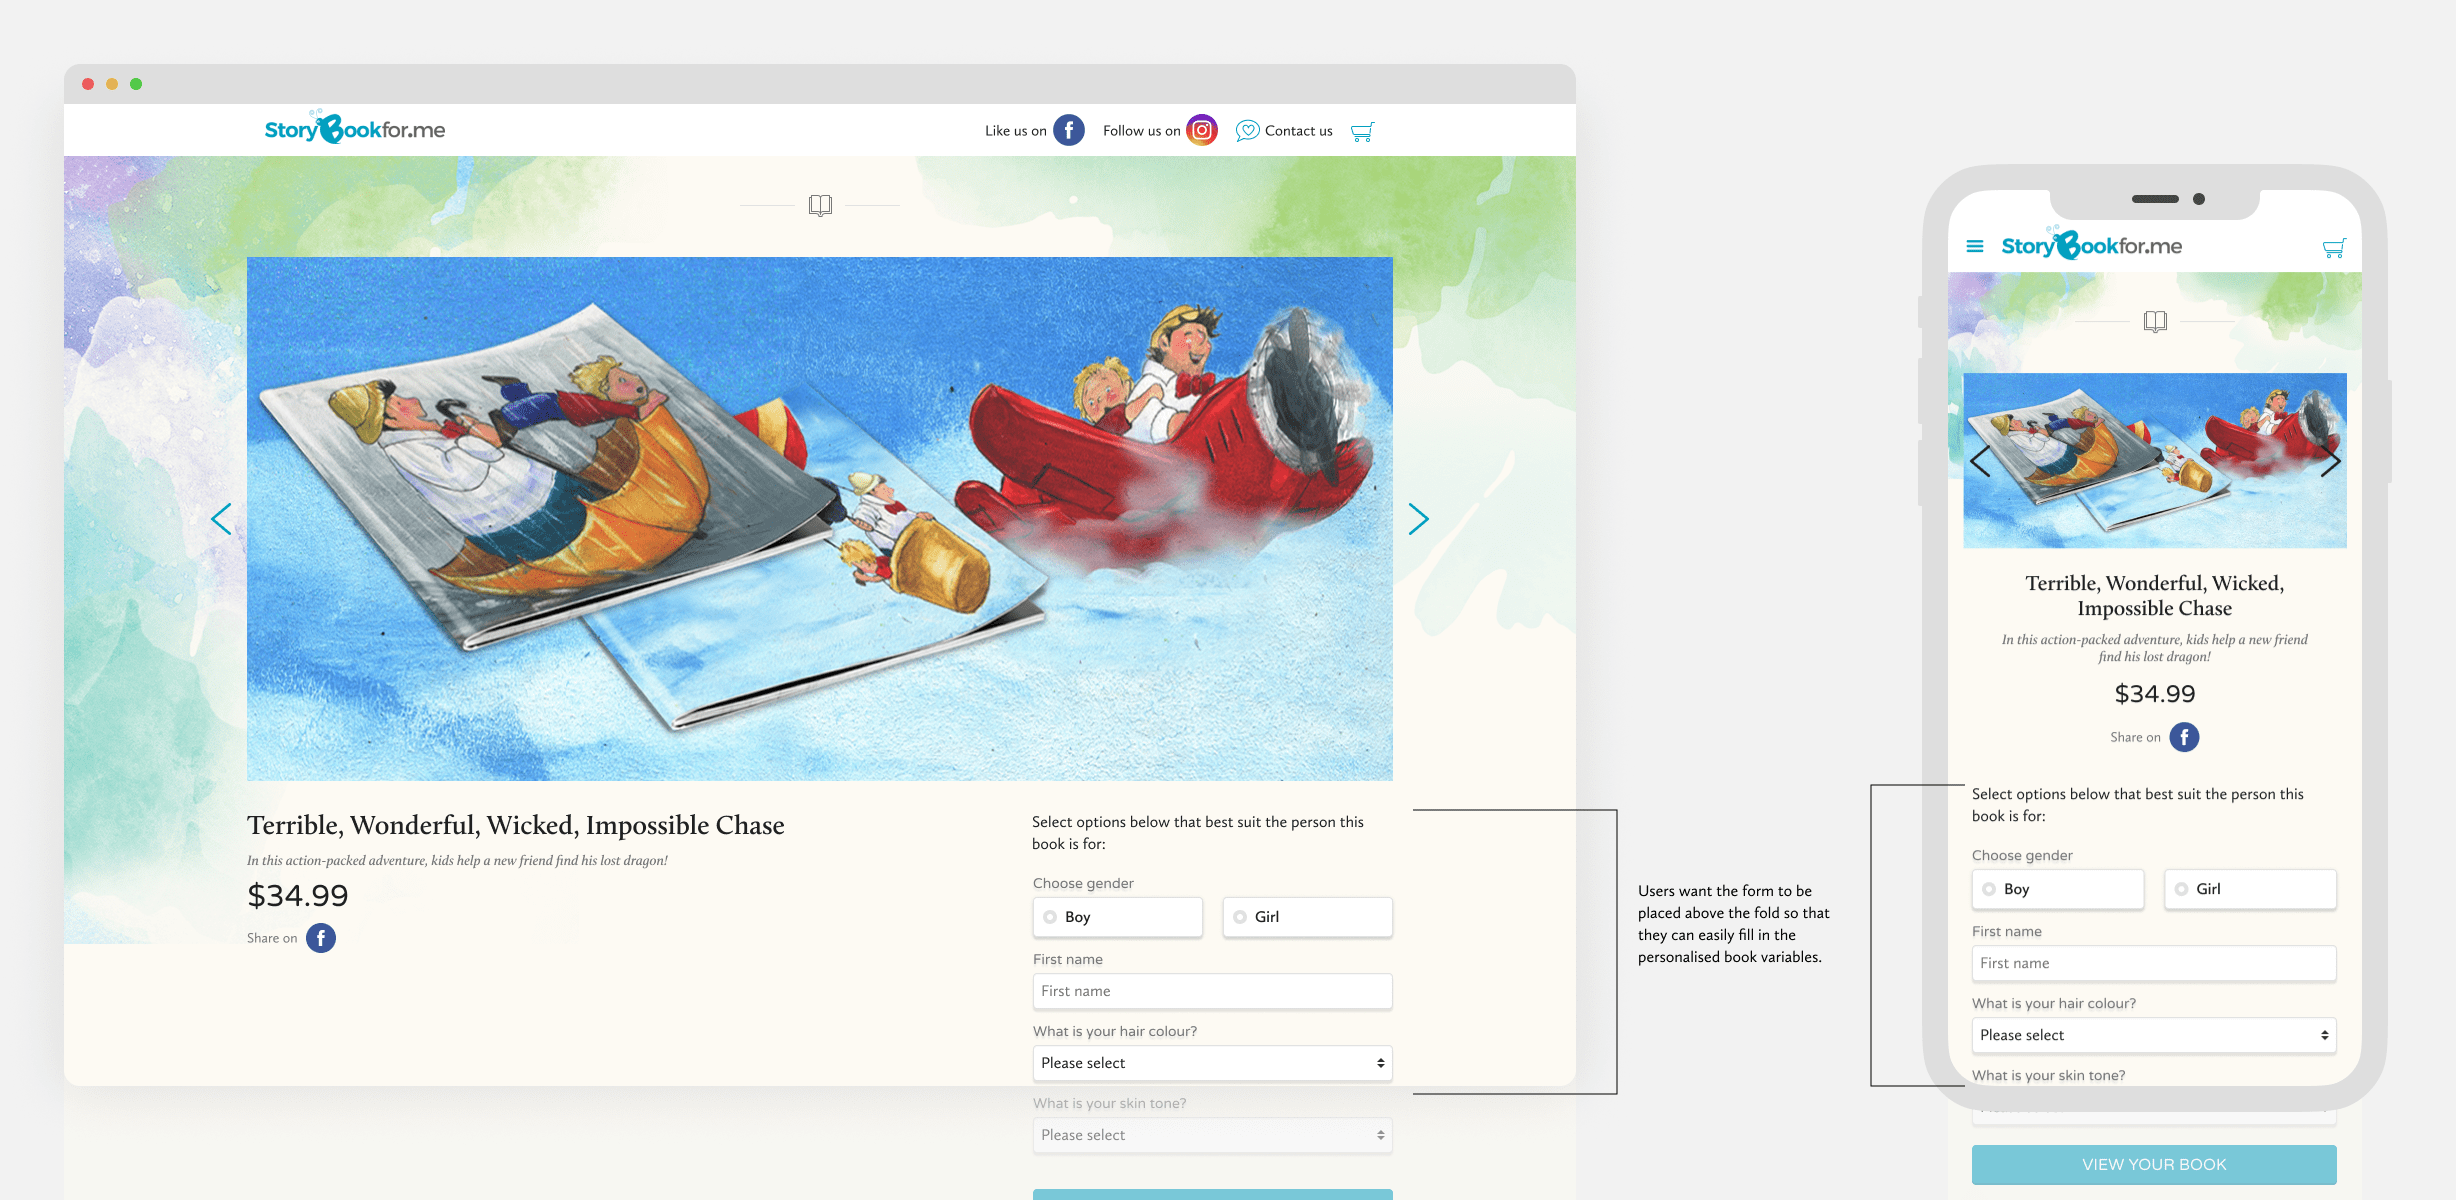 StoryBookfor.me
Like us on
Follow us on
Contact us
Terrible, Wonderful, Wicked, Impossible Chase
In this action-packed adventure, kids help a new friend find his lost dragon!
$34.99
Share on
Select options below that best suit the person this
book is for:
Choose gender
Boy
Girl
First name
First name
What is your hair colour?
Please select
What is your skin tone?
Please select
Users want the form to be
placed above the fold so that
they can easily fill in the
personalised book variables.
StoryBookfor.me
Terrible, Wonderful, Wicked,
Impossible Chase
In this action-packed adventure, kids help a new friend
find his lost dragon!
$34.99
Share on
Select options below that best suit the person this
book is for:
Choose gender
Boy
Girl
First name
First name
What is your hair colour?
Please select
What is your skin tone?
VIEW YOUR BOOK